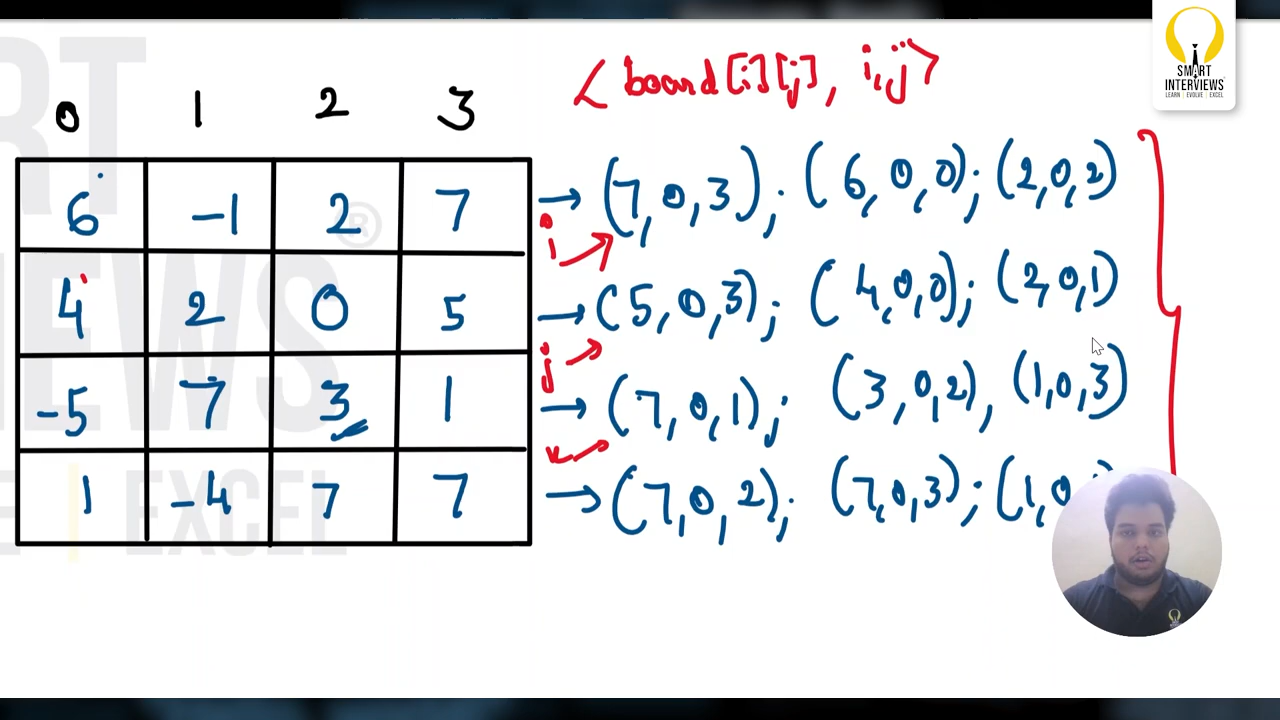 SMART
INTERVIEWS
LEARN | EVOLVE | EXCEL
< board[i][j], i,j >
0 1 2 3
6 -1 2 7 → (7,0,3); (6,0,0); (2,0,2)
i
4 2 0 5 → (5,0,3); (4,0,0); (2,0,1)
j
-5 7 3 1 → (7,0,1); (3,0,2), (1,0,3)
k
1 -4 7 7 → (7,0,2); (7,0,3); (1,0
ART
NEWS ®
E | EXCEL